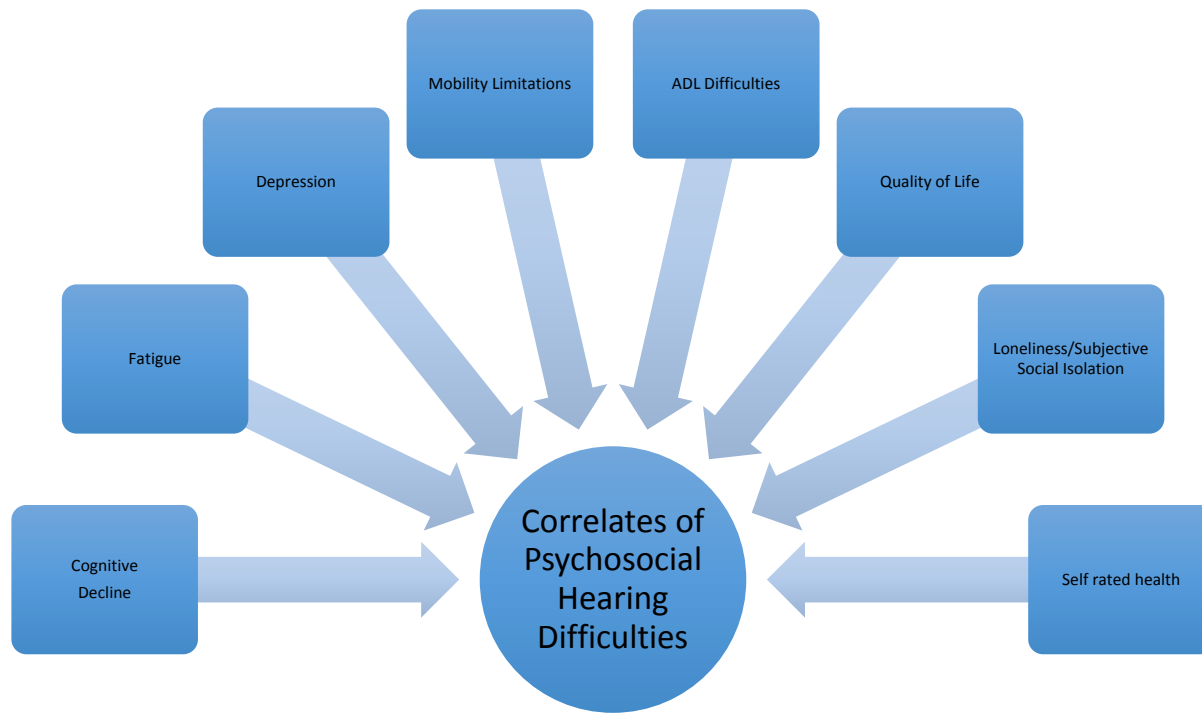 Mobility Limitations
ADL Difficulties
Depression
Quality of Life
Fatigue
Loneliness/Subjective
Social Isolation
Cognitive
Decline
Self rated health
Correlates of
Psychosocial
Hearing
Difficulties